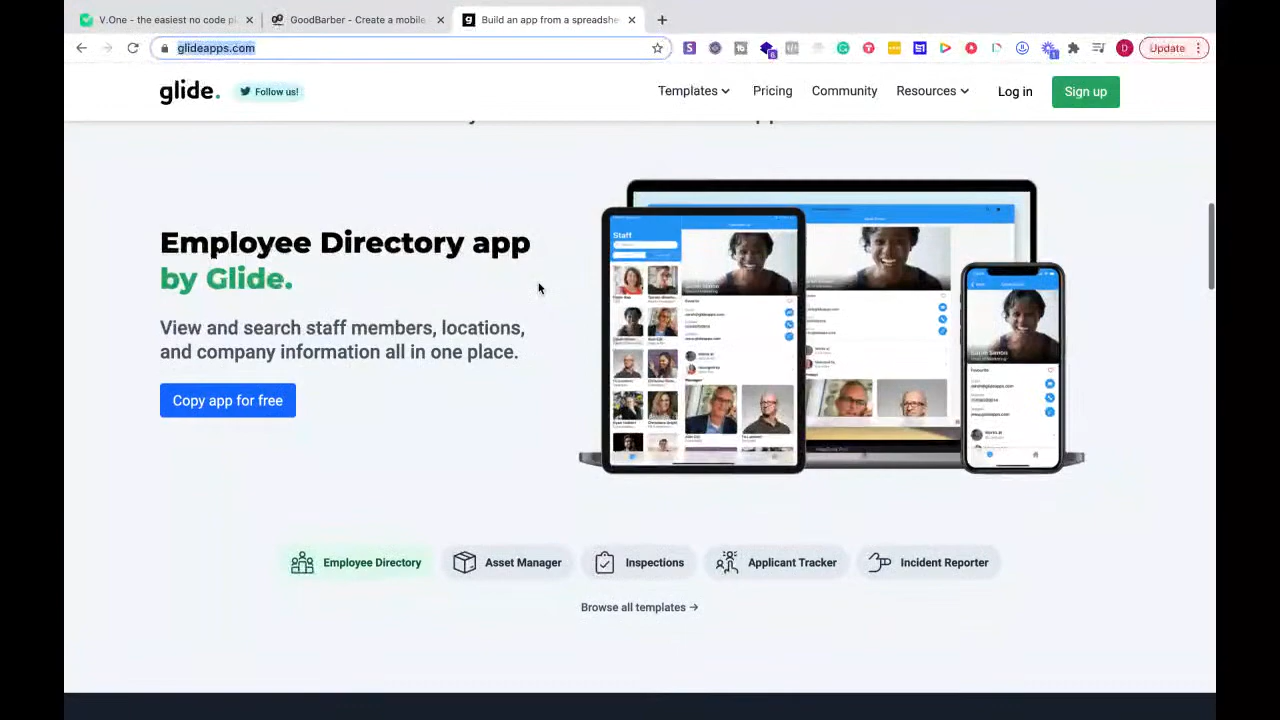 V.One - the easiest no code pl
GoodBarber - Create a mobile
Build an app from a spreadshe
glideapps.com
Update
D
glide.
Follow us!
Templates
Pricing
Community
Resources
Log in
Sign up
Employee Directory app
by Glide.
View and search staff members, locations,
and company information all in one place.
Copy app for free
Staff
Employee Directory
Asset Manager
Inspections
Applicant Tracker
Incident Reporter
Browse all templates →